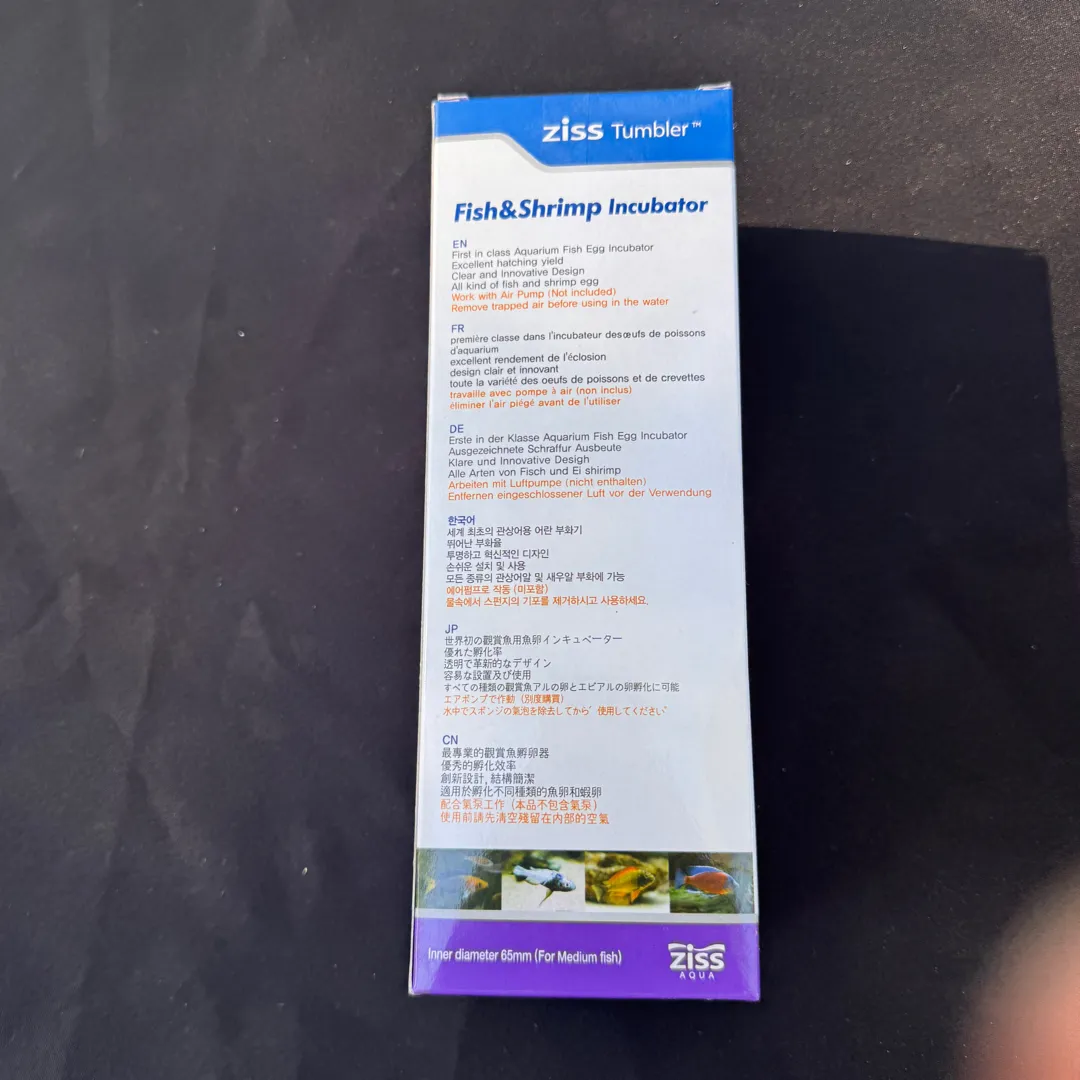 ziss Tumbler™
Fish&Shrimp Incubator
EN
First in class Aquarium Fish Egg Incubator
Excellent hatching yield
Clear and Innovative Design
All kind of fish and shrimp egg
Work with Air Pump (Not included)
Remove trapped air before using in the water
FR
première classe dans l'incubateur desœufs de poissons
d'aquarium
excellent rendement de l'éclosion
design clair et innovant
toute la variété des oeufs de poissons et de crevettes
travaille avec pompe à air (non inclus)
éliminer l'air piégé avant de l'utiliser
DE
Erste in der Klasse Aquarium Fish Egg Incubator
Ausgezeichnete Schraffur Ausbeute
Klare und Innovative Design
Alle Arten von Fisch und Ei shirimp
Arbeiten mit Luftpumpe (nicht enthalten)
Entfernen eingeschlossener Luft vor der Verwendung
한국어
세계 최초의 관상어용 어란 부화기
뛰어난 부화율
투명하고 혁신적인 디자인
손쉬운 설치 및 사용
모든 종류의 관상어알 및 새우알 부화에 가능
에어펌프로 작동 (미포함)
물속에서 스펀지의 기포를 제거하시고 사용하세요.
JP
世界初の觀賞魚用魚卵インキュベーター
優れた孵化率
透明で革新的なデザイン
容易な設置及び使用
すべての種類の觀賞魚アルの卵とエビアルの卵孵化に可能
エアポンプで作動 (別度購買)
水中でスポンジの氣泡を除去してから' 使用してください'
CN
最專業的觀賞魚孵卵器
優秀的孵化效率
創新設計, 結構簡潔
適用於孵化不同種類的魚卵和蝦卵
配合氣泵工作 (本品不包含氣泵)
使用前請先清空殘留在內部的空氣
Inner diameter 65mm (For Medium fish)
ziss
AQUA